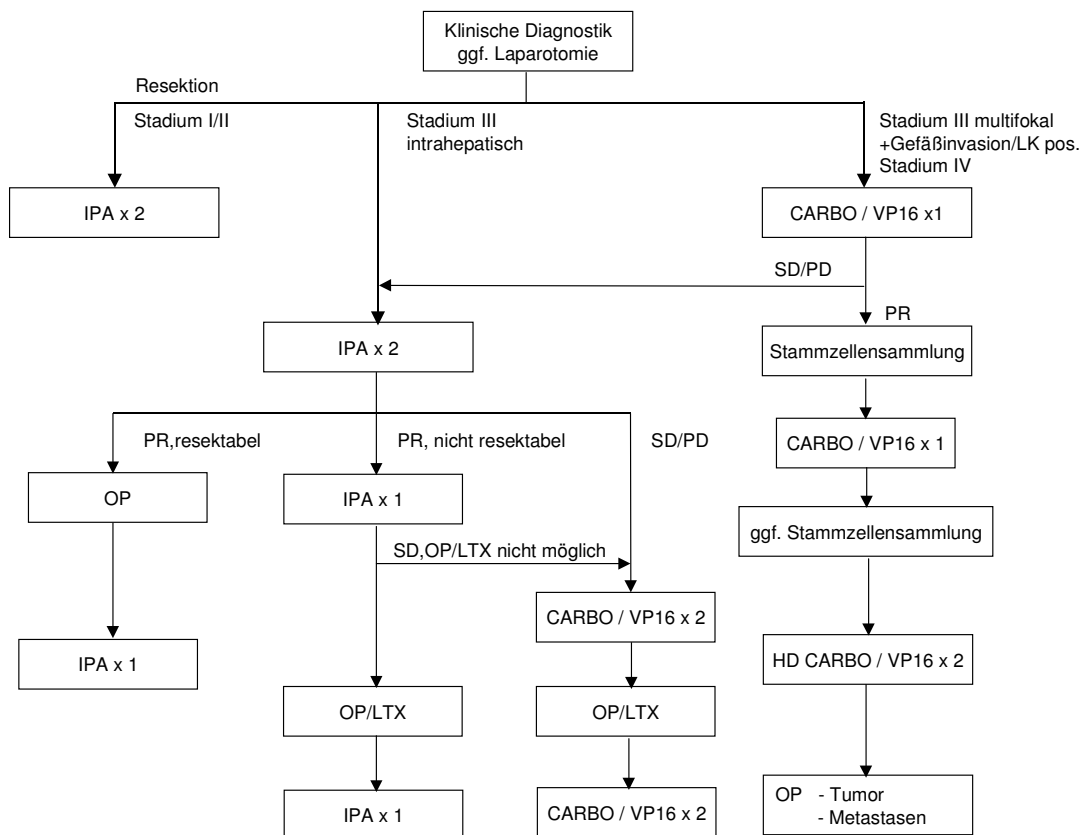 Klinische Diagnostik
ggf. Laparotomie
Resektion
Stadium I/II
Stadium III
intrahepatisch
Stadium III multifokal
+Gefäßinvasion/LK pos.
Stadium IV
IPA x 2
CARBO / VP16 x1
SD/PD
PR
IPA x 2
Stammzellensammlung
PR,resektabel
PR, nicht resektabel
SD/PD
CARBO / VP16 x 1
OP
IPA x 1
ggf. Stammzellensammlung
SD,OP/LTX nicht möglich
CARBO / VP16 x 2
IPA x 1
HD CARBO / VP16 x 2
OP/LTX
OP/LTX
IPA x 1
CARBO / VP16 x 2
OP - Tumor
- Metastasen